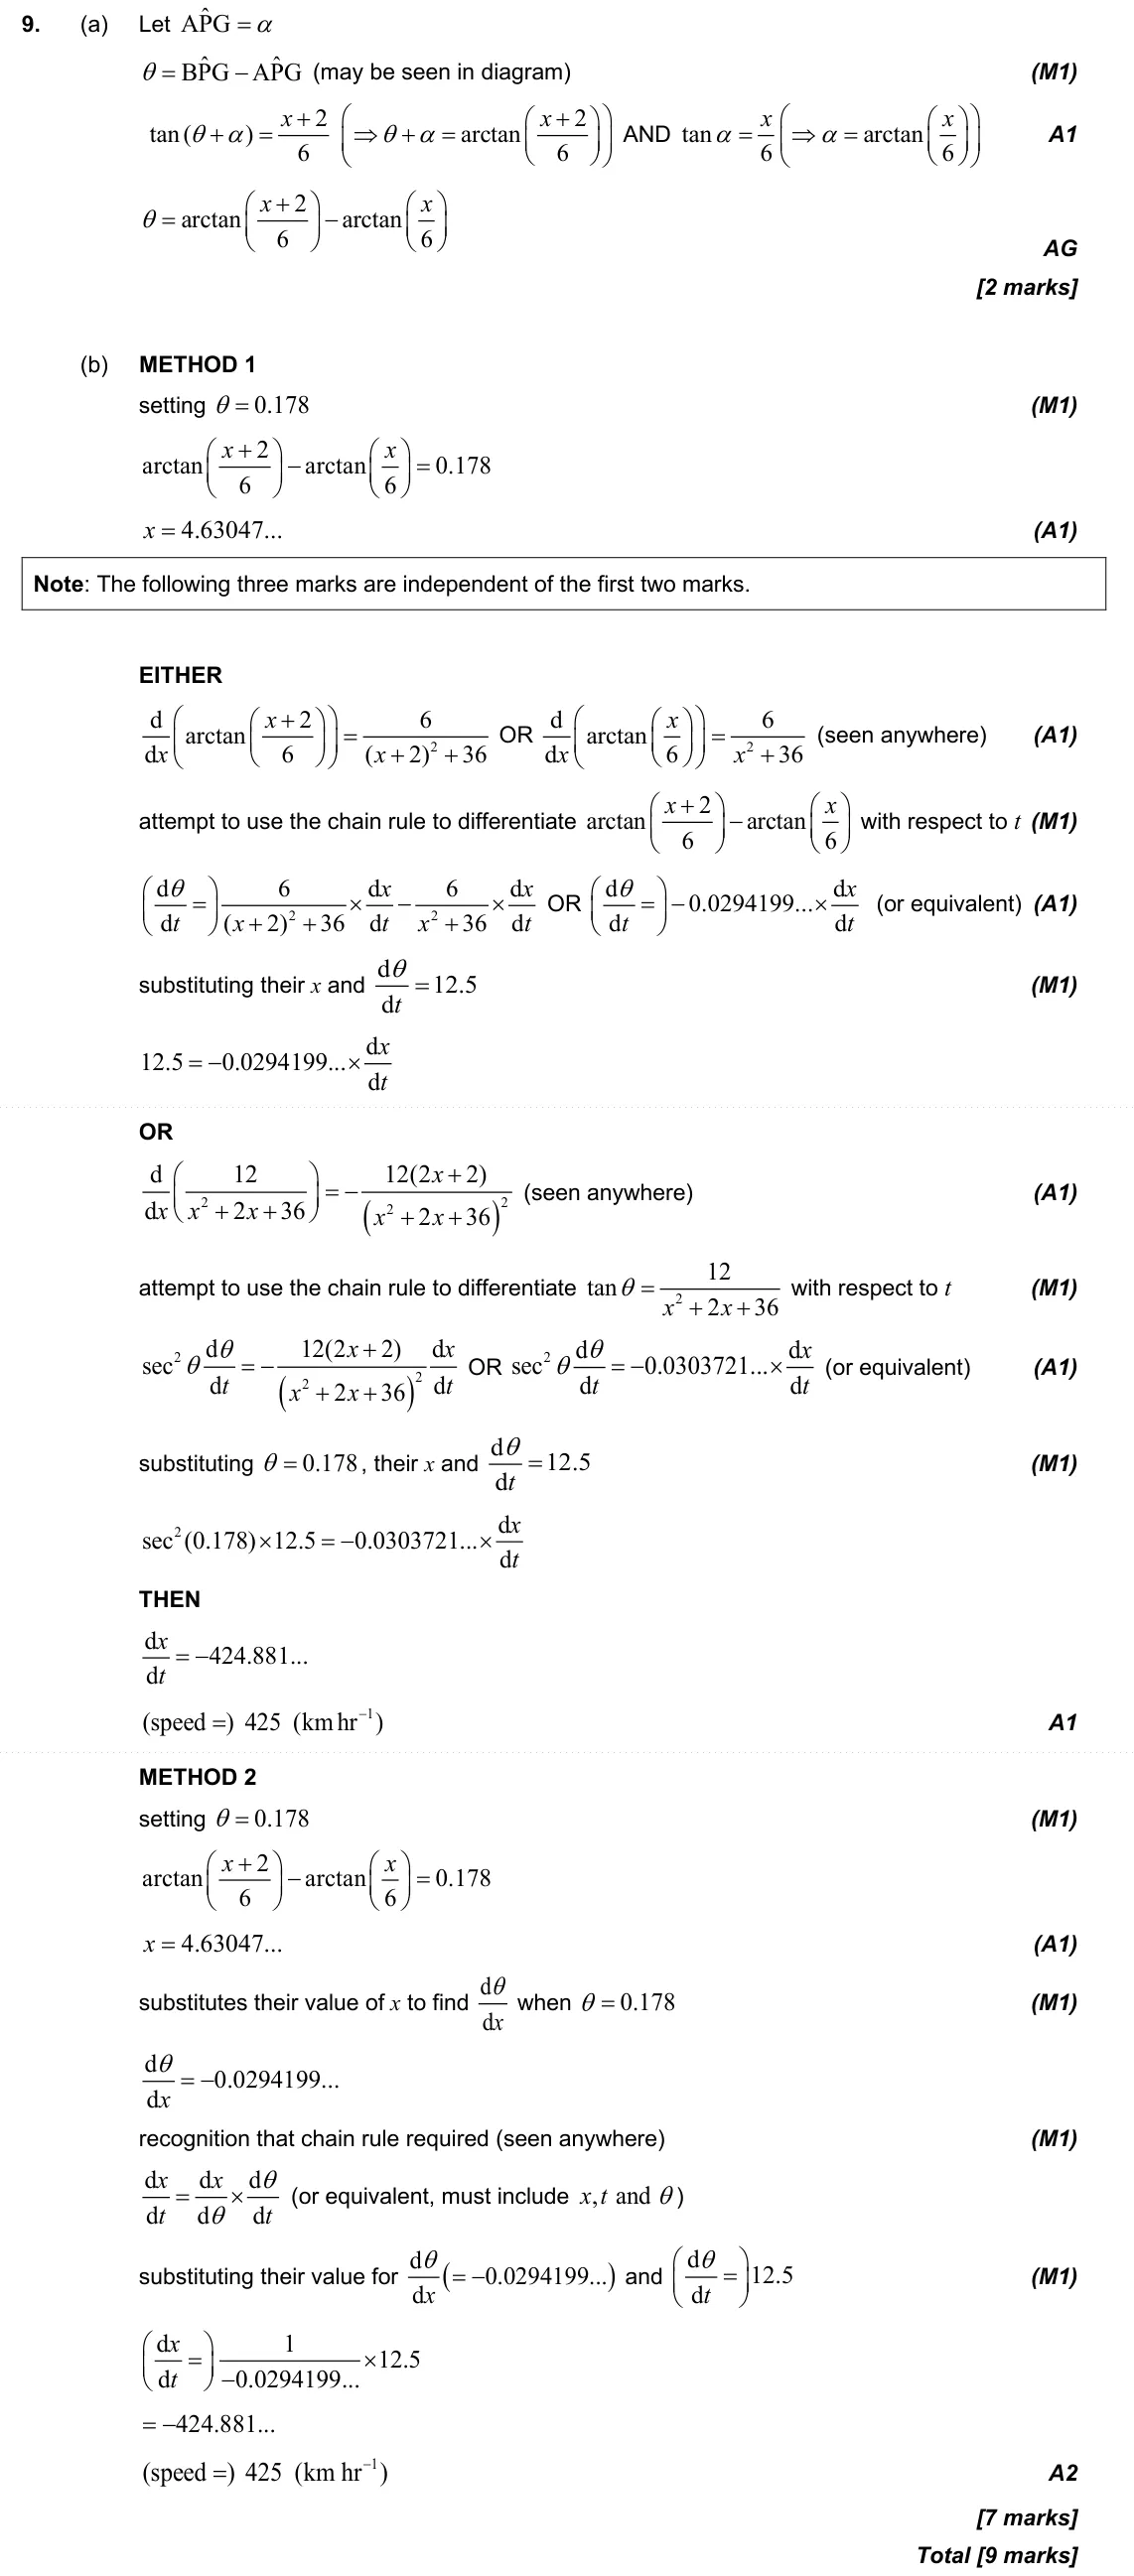 9. (a) Let AP̂G = α
θ = BP̂G − AP̂G (may be seen in diagram) (M1)
tan(θ + α) = (x + 2)/6 (⇒ θ + α = arctan((x + 2)/6)) AND tan α = x/6 (⇒ α = arctan(x/6)) A1
θ = arctan((x + 2)/6) − arctan(x/6)
AG
[2 marks]
(b) METHOD 1
setting θ = 0.178 (M1)
arctan((x + 2)/6) − arctan(x/6) = 0.178
x = 4.63047... (A1)
Note: The following three marks are independent of the first two marks.
EITHER
d/dx (arctan((x + 2)/6)) = 6/((x + 2)² + 36) OR d/dx (arctan(x/6)) = 6/(x² + 36) (seen anywhere) (A1)
attempt to use the chain rule to differentiate arctan((x + 2)/6) − arctan(x/6) with respect to t (M1)
(dθ/dt =) 6/((x + 2)² + 36) × dx/dt − 6/(x² + 36) × dx/dt OR (dθ/dt =) −0.0294199... × dx/dt (or equivalent) (A1)
substituting their x and dθ/dt = 12.5 (M1)
12.5 = −0.0294199... × dx/dt
OR
d/dx (12/(x² + 2x + 36)) = − 12(2x + 2)/(x² + 2x + 36)² (seen anywhere) (A1)
attempt to use the chain rule to differentiate tan θ = 12/(x² + 2x + 36) with respect to t (M1)
sec² θ dθ/dt = − 12(2x + 2)/(x² + 2x + 36)² dx/dt OR sec² θ dθ/dt = −0.0303721... × dx/dt (or equivalent) (A1)
substituting θ = 0.178, their x and dθ/dt = 12.5 (M1)
sec²(0.178) × 12.5 = −0.0303721... × dx/dt
THEN
dx/dt = −424.881...
(speed =) 425 (km hr⁻¹) A1
METHOD 2
setting θ = 0.178 (M1)
arctan((x + 2)/6) − arctan(x/6) = 0.178
x = 4.63047... (A1)
substitutes their value of x to find dθ/dx when θ = 0.178 (M1)
dθ/dx = −0.0294199...
recognition that chain rule required (seen anywhere) (M1)
dx/dt = dx/dθ × dθ/dt (or equivalent, must include x, t and θ)
substituting their value for dθ/dx (= −0.0294199...) and (dθ/dt =) 12.5 (M1)
(dx/dt =) 1/(−0.0294199...) × 12.5
= −424.881...
(speed =) 425 (km hr⁻¹) A2
[7 marks]
Total [9 marks]